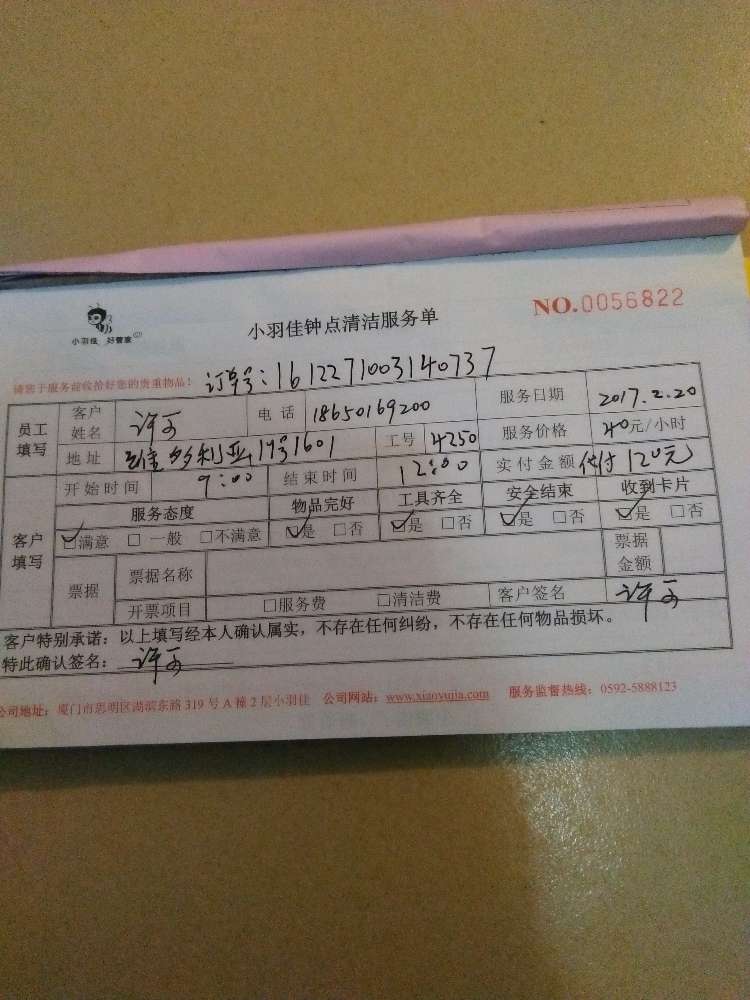 小羽佳 好管家
小羽佳钟点清洁服务单
NO.0056822
请您于服务前收拾好您的贵重物品!
订单号:1612271003140737
员工填写 客户姓名 许可 电话 18650169200 服务日期 2017.2.20
地址 维多利亚 1601 工号 4250 服务价格 40元/小时
客户填写 开始时间 9:00 结束时间 12:00 实付金额 代付120元
服务态度 物品完好 工具齐全 安全结束 收到卡片
☑满意 □一般 □不满意 ☑是 □否 ☑是 □否 ☑是 □否 ☑是 □否
票据 票据名称 票据金额
开票项目 □服务费 □清洁费 客户签名 许可
客户特别承诺:以上填写经本人确认属实,不存在任何纠纷,不存在任何物品损坏。
特此确认签名: 许可
公司地址:厦门市思明区湖滨东路 319 号 A 幢 2 层小羽佳 公司网站:www.xiaoyujia.com 服务监督热线:0592-5888123